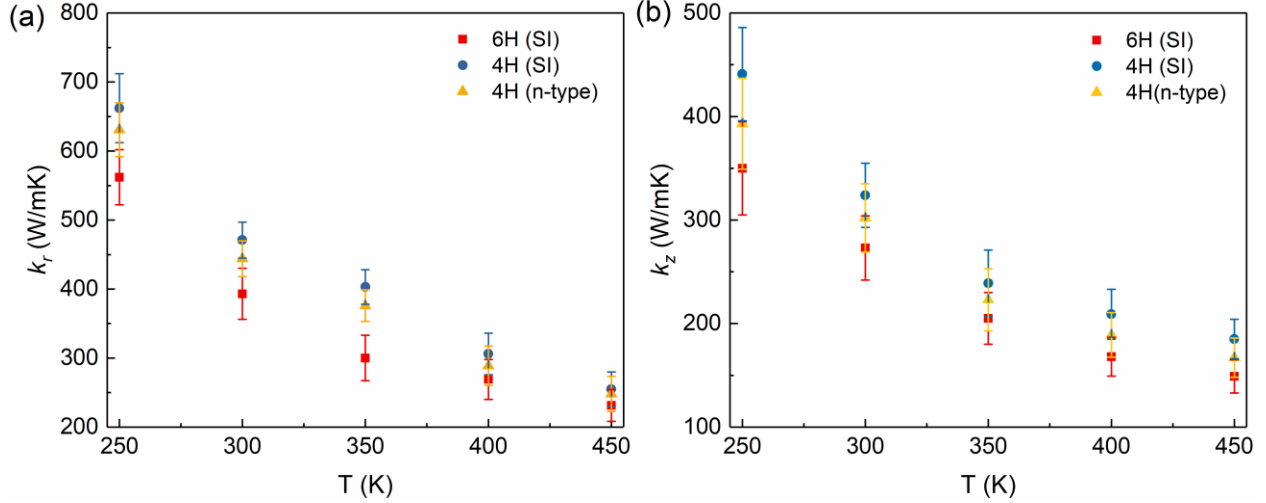 (a)
800
700
600
500
400
300
200
k_r (W/mK)
6H (SI)
4H (SI)
4H (n-type)
250 300 350 400 450
T (K)
(b)
500
400
300
200
100
k_z (W/mK)
6H (SI)
4H (SI)
4H(n-type)
250 300 350 400 450
T (K)